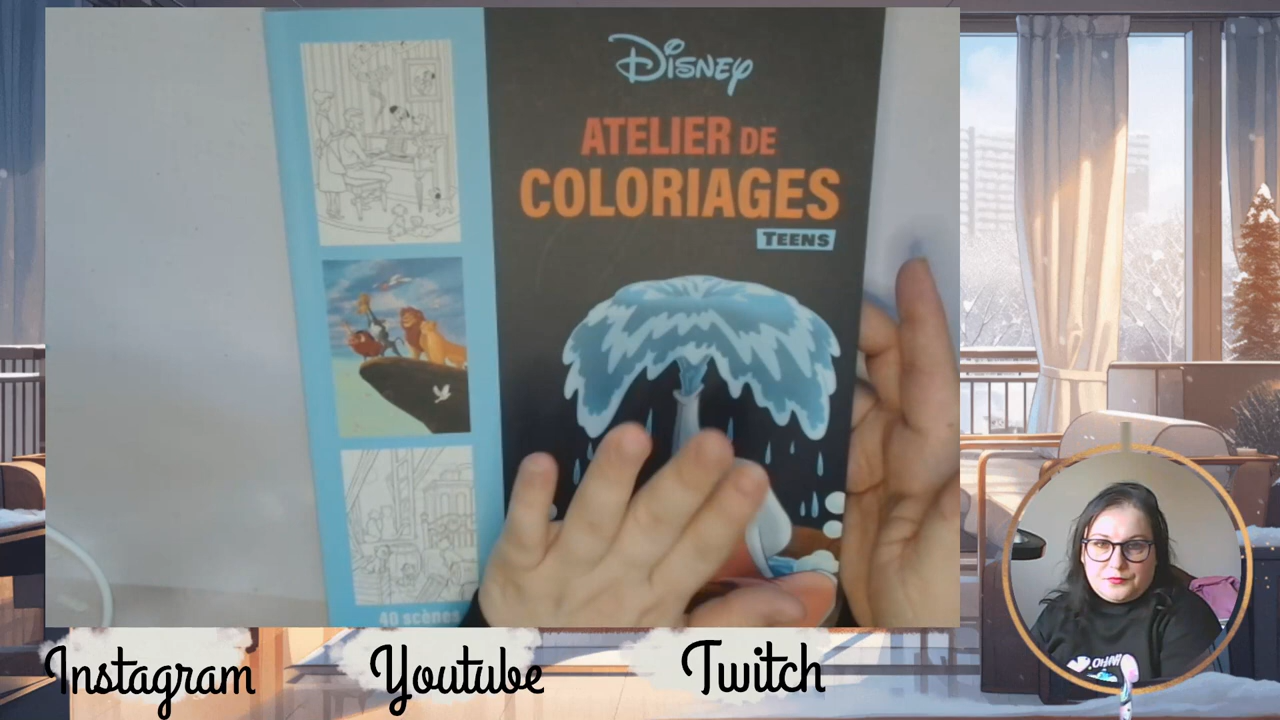 Disney
ATELIER DE
COLORIAGES
TEENS
40 scènes
Instagram
Youtube
Twitch